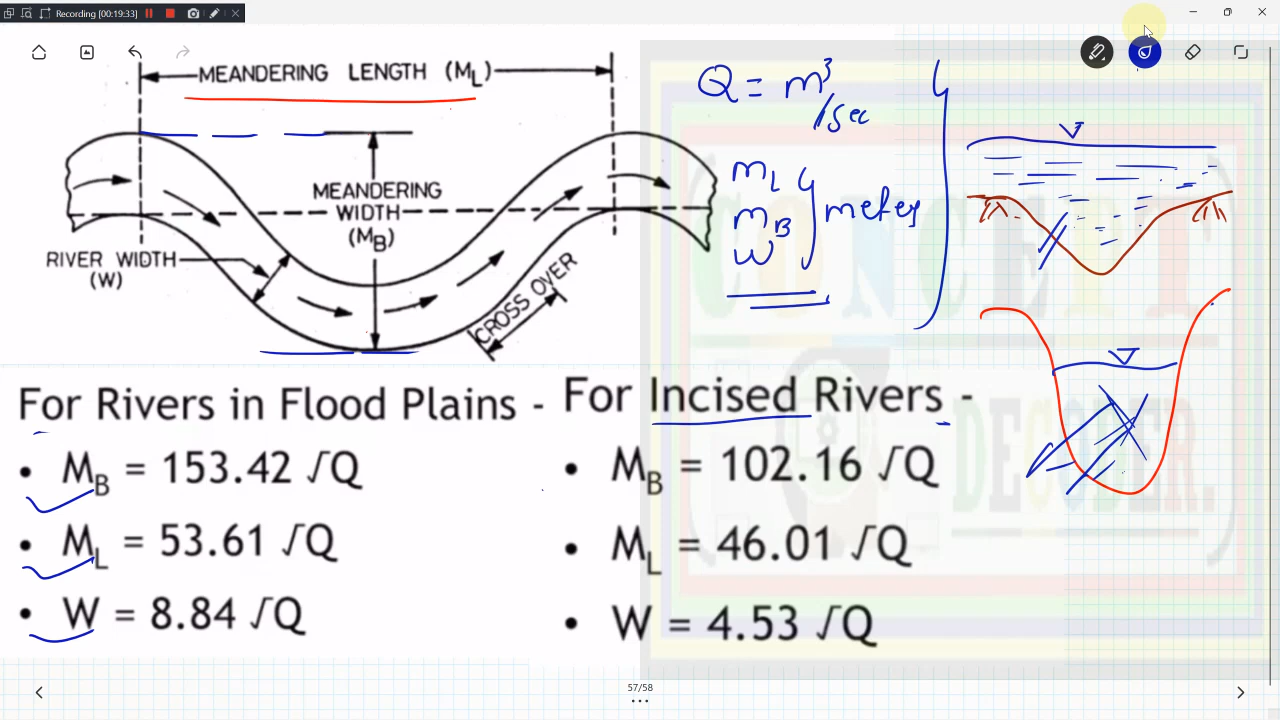 Recording [00:19:33]
MEANDERING LENGTH (ML)
MEANDERING
WIDTH
(MB)
RIVER WIDTH
(W)
CROSS OVER
Q = m³
/sec
mL
mB
W
meter
For Rivers in Flood Plains -
• MB = 153.42 √Q
• ML = 53.61 √Q
• W = 8.84 √Q
For Incised Rivers -
• MB = 102.16 √Q
• ML = 46.01 √Q
• W = 4.53 √Q
CONCEPT
DECODER.
57/58